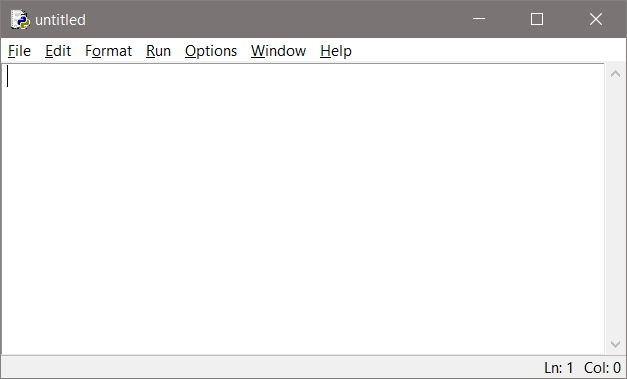 untitled
File Edit Format Run Options Window Help
Ln: 1 Col: 0